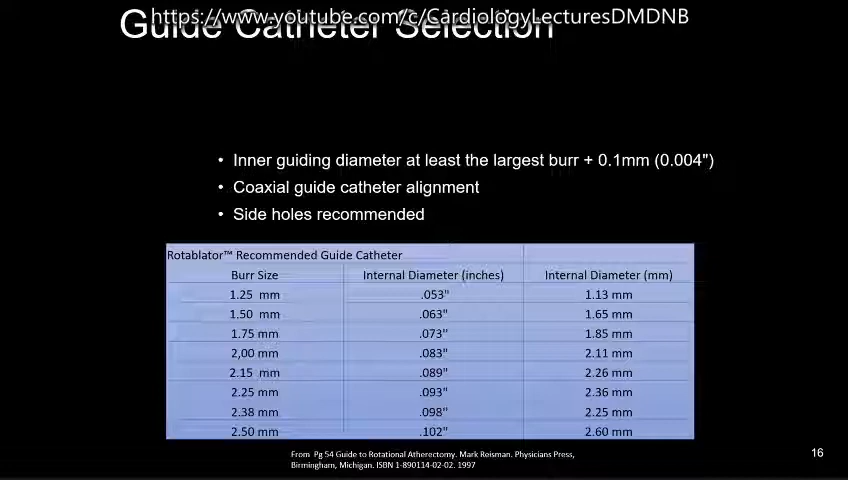 https://www.youtube.com/c/CardiologyLecturesDMDNB
Guide Catheter Selection
• Inner guiding diameter at least the largest burr + 0.1mm (0.004")
• Coaxial guide catheter alignment
• Side holes recommended
Rotablator™ Recommended Guide Catheter
Burr Size Internal Diameter (inches) Internal Diameter (mm)
1.25 mm .053" 1.13 mm
1.50 mm .063" 1.65 mm
1.75 mm .073" 1.85 mm
2,00 mm .083" 2.11 mm
2.15 mm .089" 2.26 mm
2.25 mm .093" 2.36 mm
2.38 mm .098" 2.25 mm
2.50 mm .102" 2.60 mm
From Pg 54 Guide to Rotational Atherectomy. Mark Reisman. Physicians Press,
Birmingham, Michigan. ISBN 1-890114-02-02. 1997
16